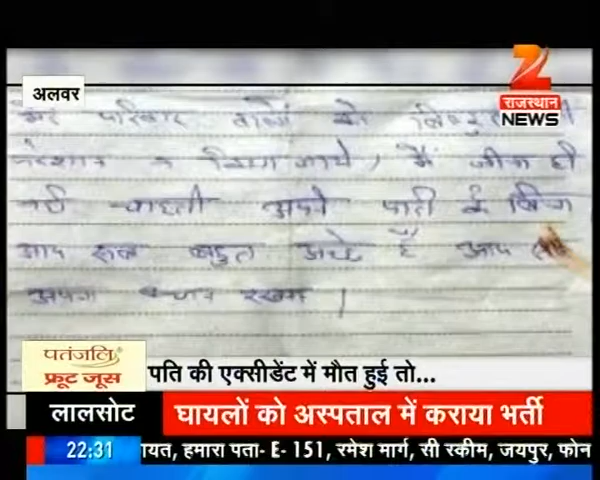 अलवर
राजस्थान
NEWS
परिवार वालों को
परेशान न किया जाये, मैं जीना ही
नही चाहती अपने पति के बिना
आप सब बहुत अच्छे हैं आप
अपना रखना |
पतंजलि®
फ्रूट जूस
पति की एक्सीडेंट में मौत हुई तो...
लालसोट
घायलों को अस्पताल में कराया भर्ती
22:31
यत, हमारा पता- E- 151, रमेश मार्ग, सी स्कीम, जयपुर, फोन